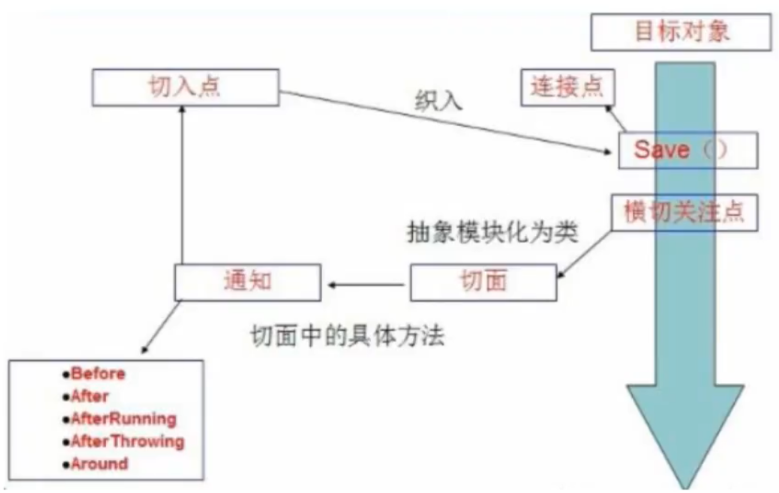 目标对象
切入点
连接点
织入
Save（）
横切关注点
抽象模块化为类
通知
切面
切面中的具体方法
●Before
●After
●AfterRunning
●AfterThrowing
●Around